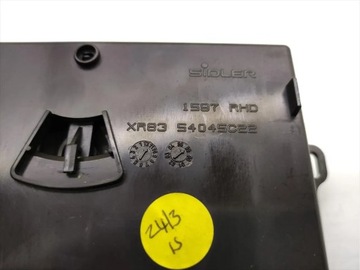 SIDLER
1597 RHD
XR83 54045C22
24/3
15